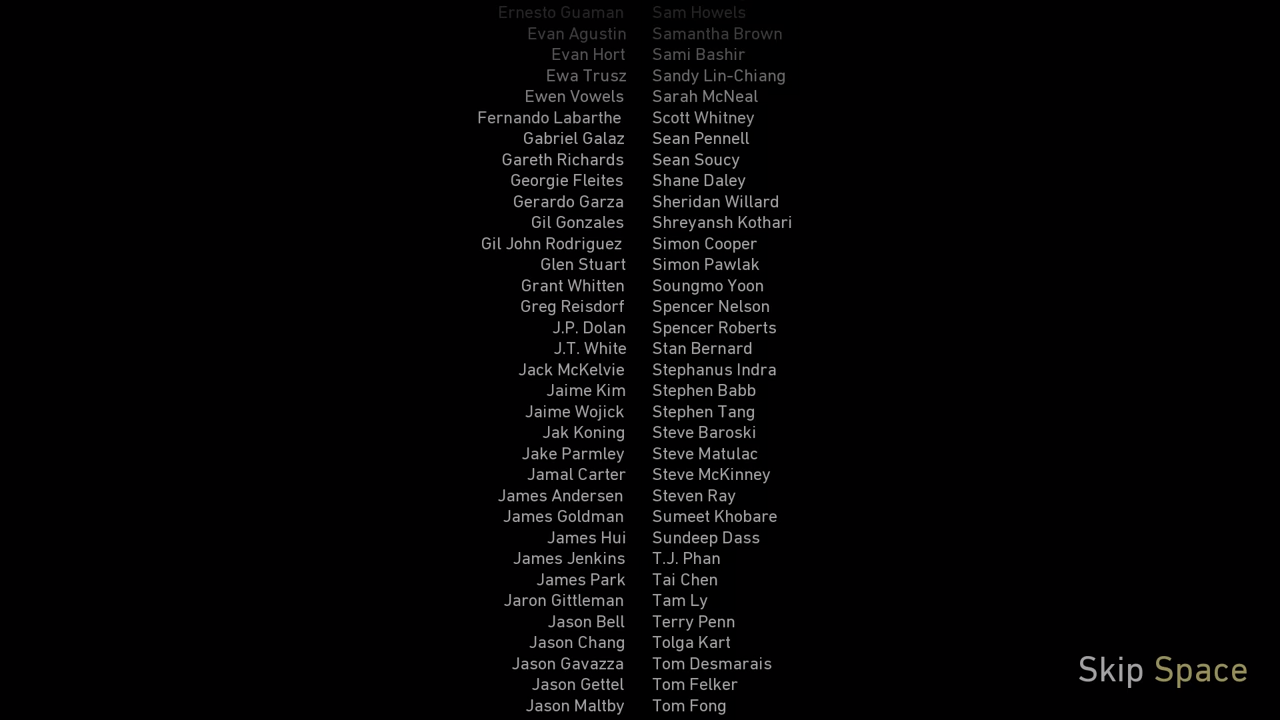 Ernesto Guaman Sam Howels
Evan Agustin Samantha Brown
Evan Hort Sami Bashir
Ewa Trusz Sandy Lin-Chiang
Ewen Vowels Sarah McNeal
Fernando Labarthe Scott Whitney
Gabriel Galaz Sean Pennell
Gareth Richards Sean Soucy
Georgie Fleites Shane Daley
Gerardo Garza Sheridan Willard
Gil Gonzales Shreyansh Kothari
Gil John Rodriguez Simon Cooper
Glen Stuart Simon Pawlak
Grant Whitten Soungmo Yoon
Greg Reisdorf Spencer Nelson
J.P. Dolan Spencer Roberts
J.T. White Stan Bernard
Jack McKelvie Stephanus Indra
Jaime Kim Stephen Babb
Jaime Wojick Stephen Tang
Jak Koning Steve Baroski
Jake Parmley Steve Matulac
Jamal Carter Steve McKinney
James Andersen Steven Ray
James Goldman Sumeet Khobare
James Hui Sundeep Dass
James Jenkins T.J. Phan
James Park Tai Chen
Jaron Gittleman Tam Ly
Jason Bell Terry Penn
Jason Chang Tolga Kart
Jason Gavazza Tom Desmarais
Jason Gettel Tom Felker
Jason Maltby Tom Fong
Skip Space